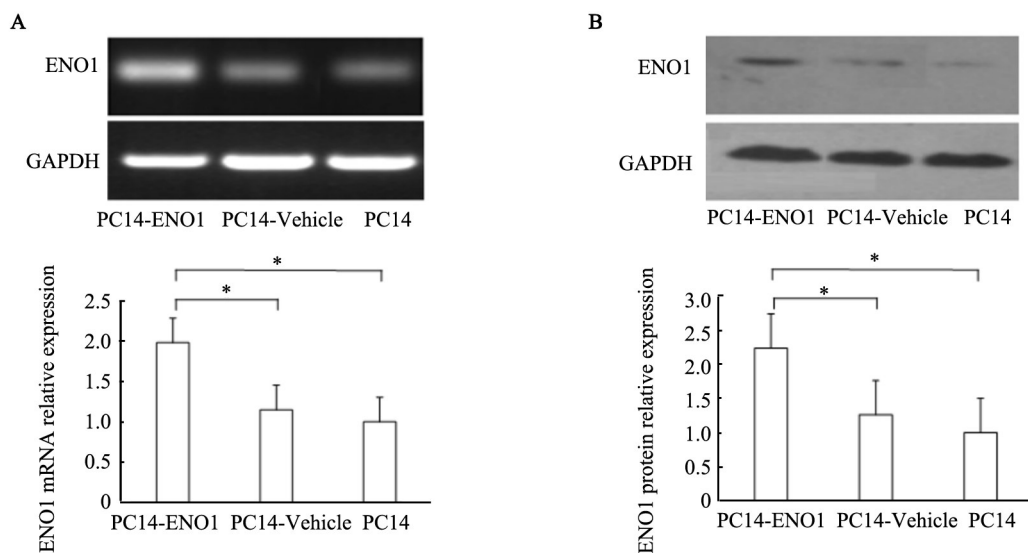 A
ENO1
GAPDH
PC14-ENO1 PC14-Vehicle PC14
*
*
ENO1 mRNA relative expression
2.5
2.0
1.5
1.0
0.5
0
PC14-ENO1 PC14-Vehicle PC14
B
ENO1
GAPDH
PC14-ENO1 PC14-Vehicle PC14
*
*
ENO1 protein relative expression
3.0
2.5
2.0
1.5
1.0
0.5
0
PC14-ENO1 PC14-Vehicle PC14